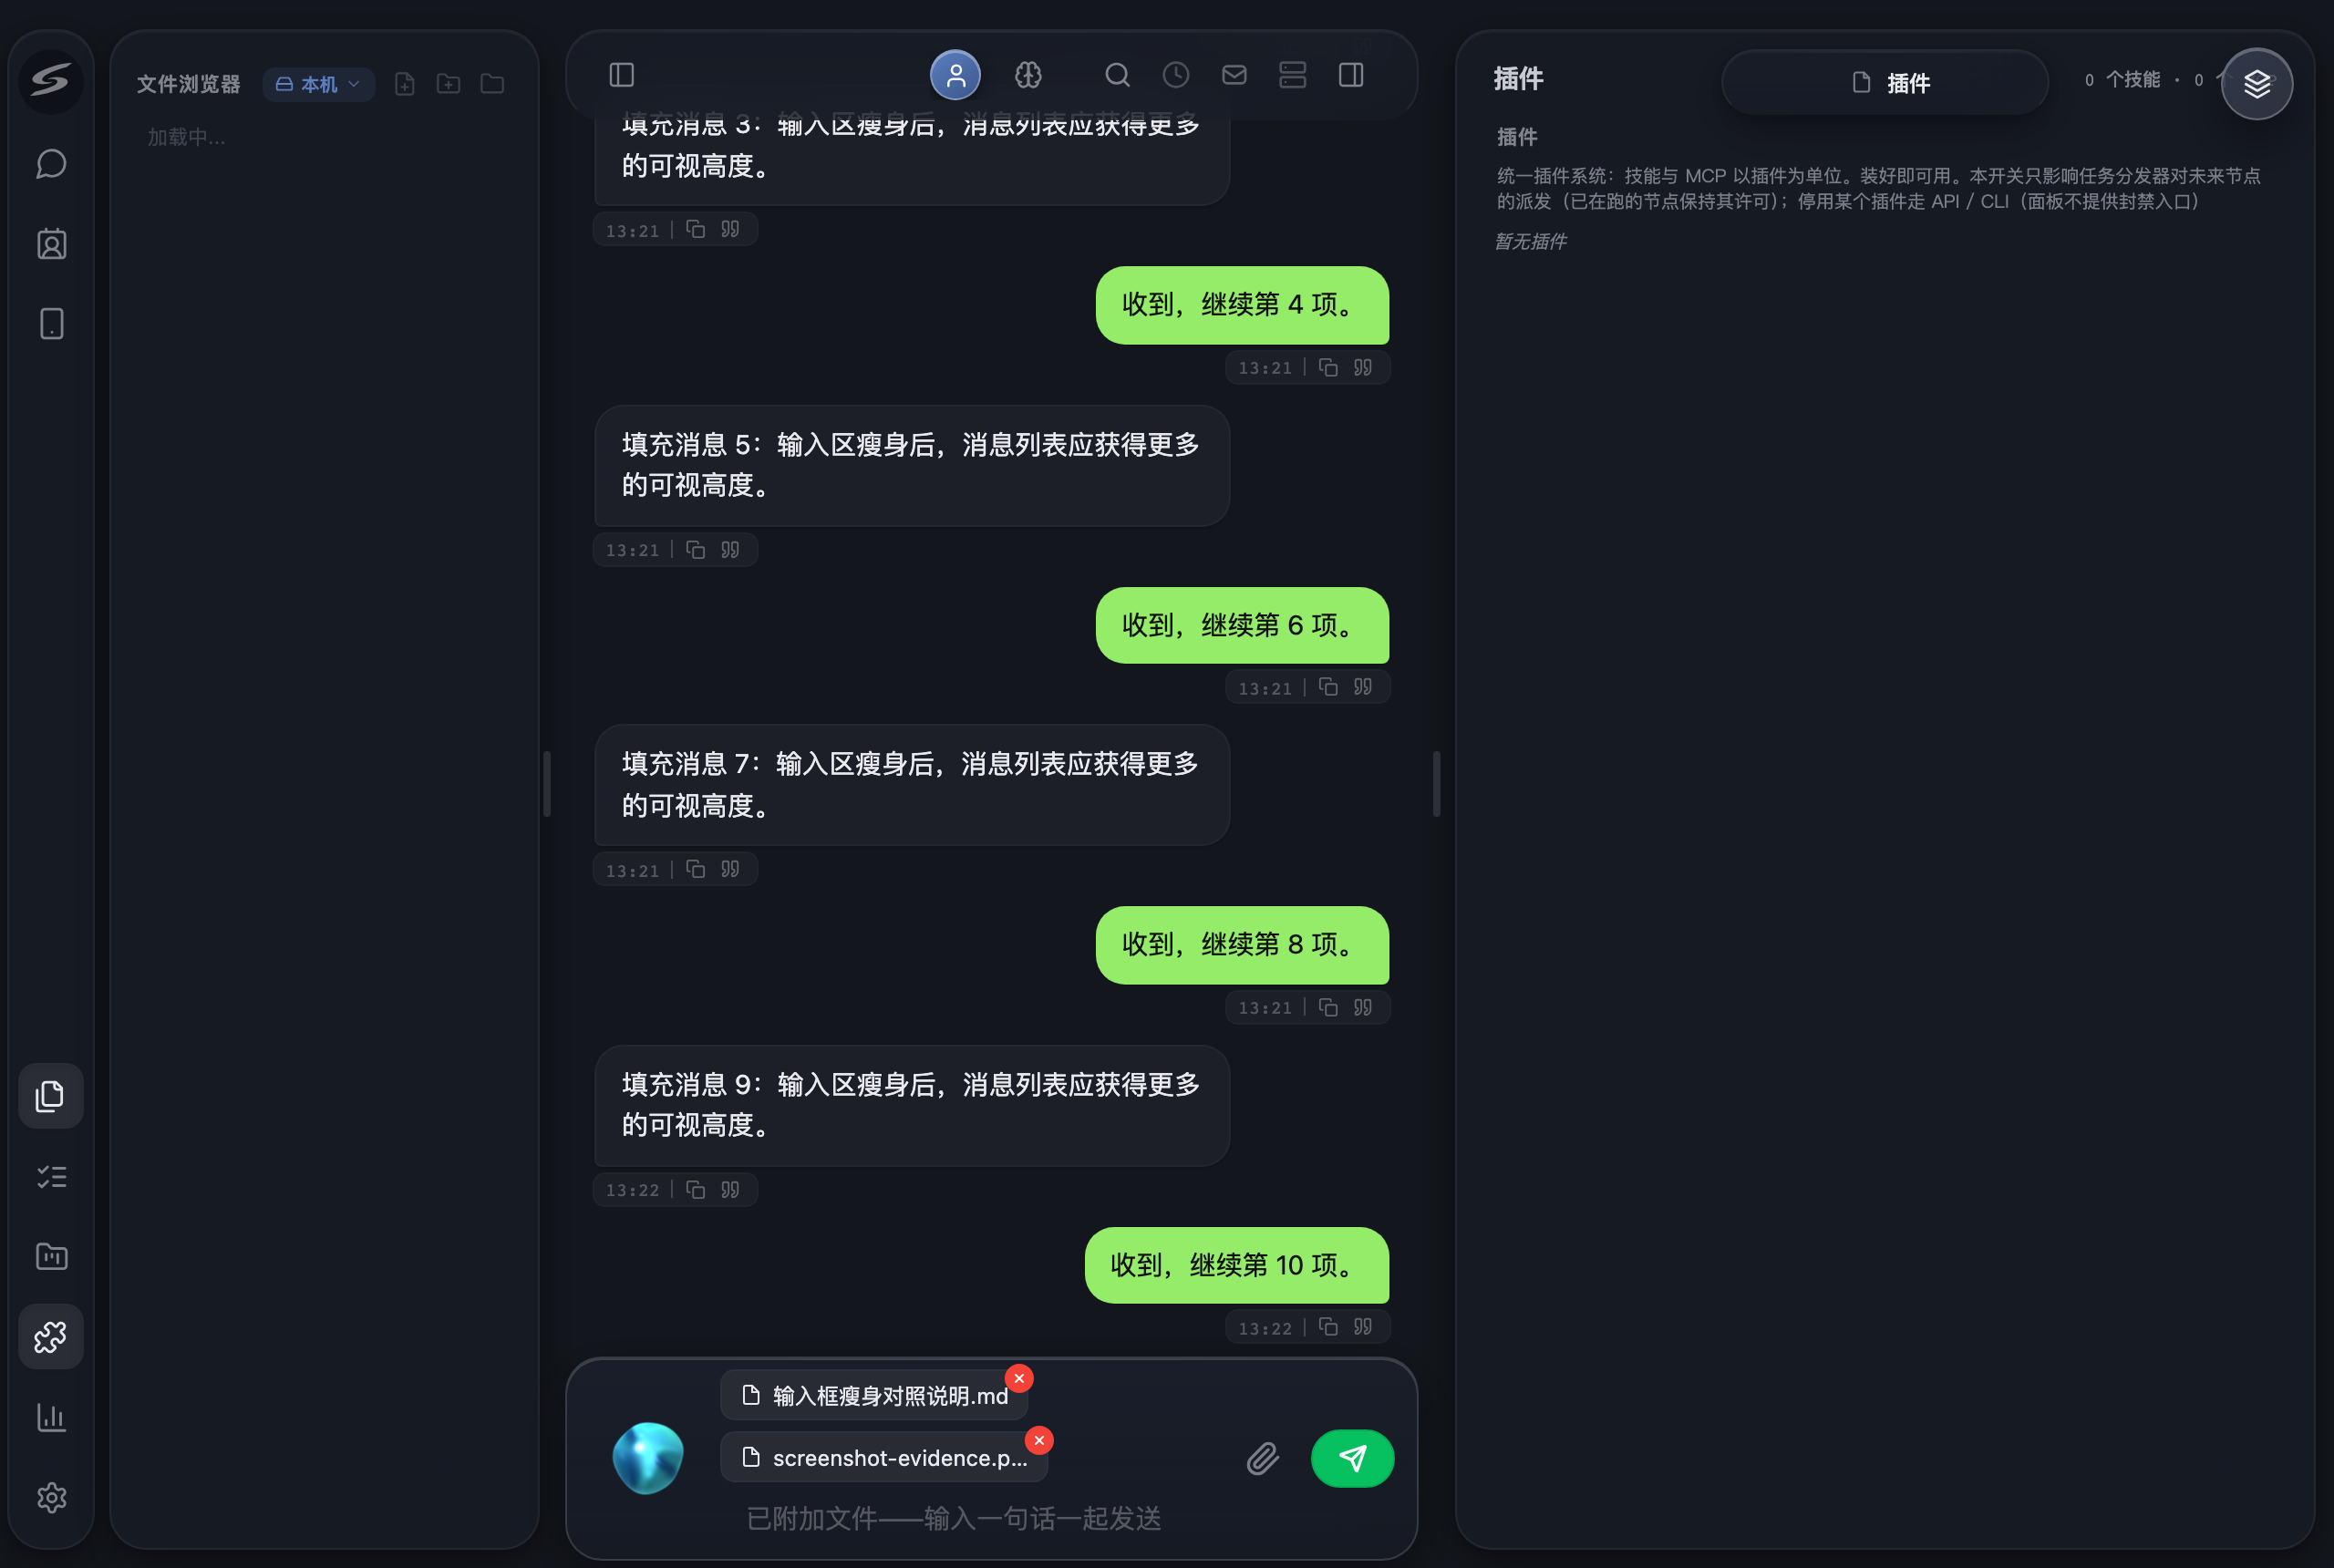 文件浏览器
本机
加载中...
填充消息 3：输入区瘦身后，消息列表应获得更多
的可视高度。
13:21
收到，继续第 4 项。
13:21
填充消息 5：输入区瘦身后，消息列表应获得更多
的可视高度。
13:21
收到，继续第 6 项。
13:21
填充消息 7：输入区瘦身后，消息列表应获得更多
的可视高度。
13:21
收到，继续第 8 项。
13:21
填充消息 9：输入区瘦身后，消息列表应获得更多
的可视高度。
13:22
收到，继续第 10 项。
13:22
输入框瘦身对照说明.md
screenshot-evidence.p...
已附加文件——输入一句话一起发送
插件
插件
0 个技能 · 0
插件
统一插件系统：技能与 MCP 以插件为单位。装好即可用。本开关只影响任务分发器对未来节点
的派发（已在跑的节点保持其许可）；停用某个插件走 API / CLI（面板不提供封禁入口）
暂无插件